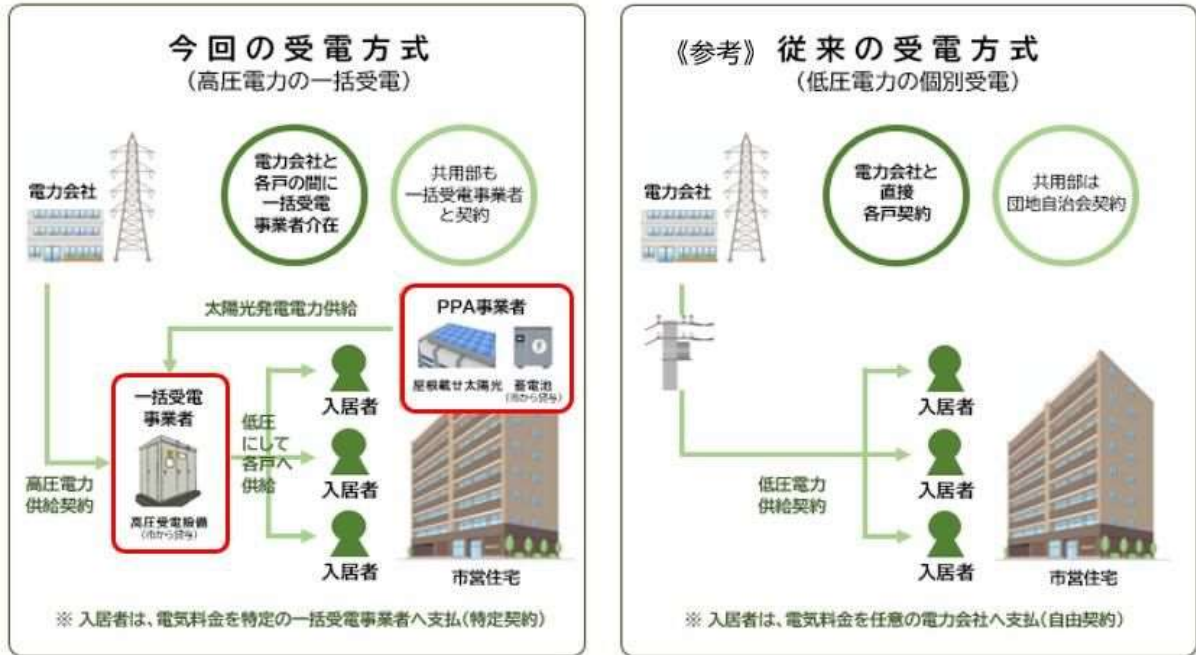 今回の受電方式
(高圧電力の一括受電)
電力会社
電力会社と
各戸の間に
一括受電
事業者介在
共用部も
一括受電事業者
と契約
太陽光発電電力供給
PPA事業者
屋根載せ太陽光
蓄電池
(市から貸与)
一括受電
事業者
高圧受電設備
(市から貸与)
高圧電力
供給契約
低圧
にして
各戸へ
供給
入居者
入居者
入居者
市営住宅
※ 入居者は、電気料金を特定の一括受電事業者へ支払(特定契約)
《参考》 従来の受電方式
(低圧電力の個別受電)
電力会社
電力会社と
直接
各戸契約
共用部は
団地自治会契約
低圧電力
供給契約
入居者
入居者
入居者
市営住宅
※ 入居者は、電気料金を任意の電力会社へ支払(自由契約)